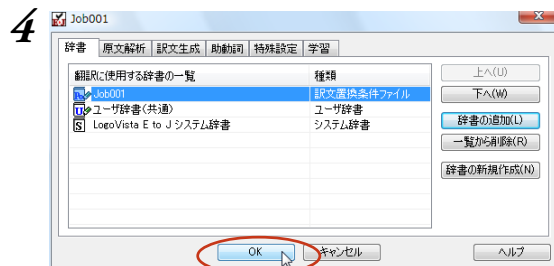 4
Job001
辞書 原文解析 訳文生成 助動詞 特殊設定 学習
翻訳に使用する辞書の一覧 種類
Job001 訳文置換条件ファイル
ユーザ辞書(共通) ユーザ辞書
LogoVista E to J システム辞書 システム辞書
上へ(U)
下へ(W)
辞書の追加(L)
一覧から削除(R)
辞書の新規作成(N)
OK キャンセル ヘルプ